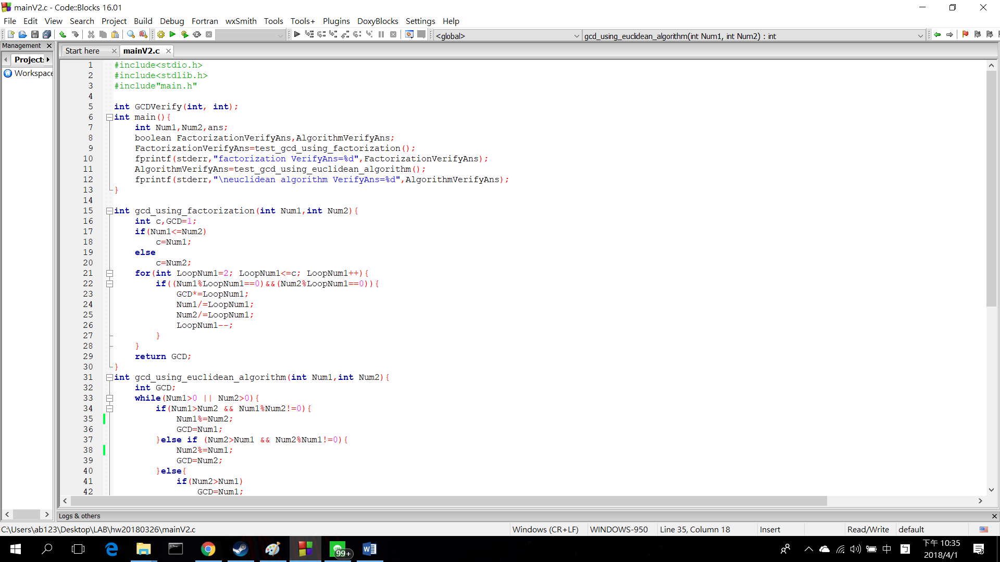 mainV2.c - Code::Blocks 16.01
File Edit View Search Project Build Debug Fortran wxSmith Tools Tools+ Plugins DoxyBlocks Settings Help
<global> gcd_using_euclidean_algorithm(int Num1, int Num2) : int
Management
Start here mainV2.c
Project
Workspace
1 #include<stdio.h>
2 #include<stdlib.h>
3 #include"main.h"
4
5 int GCDVerify(int, int);
6 int main(){
7     int Num1,Num2,ans;
8     boolean FactorizationVerifyAns,AlgorithmVerifyAns;
9     FactorizationVerifyAns=test_gcd_using_factorization();
10     fprintf(stderr,"factorization VerifyAns=%d",FactorizationVerifyAns);
11     AlgorithmVerifyAns=test_gcd_using_euclidean_algorithm();
12     fprintf(stderr,"\neuclidean algorithm VerifyAns=%d",AlgorithmVerifyAns);
13 }
14
15 int gcd_using_factorization(int Num1,int Num2){
16     int c,GCD=1;
17     if(Num1<=Num2)
18         c=Num1;
19     else
20         c=Num2;
21     for(int LoopNum1=2; LoopNum1<=c; LoopNum1++){
22         if((Num1%LoopNum1==0)&&(Num2%LoopNum1==0)){
23             GCD*=LoopNum1;
24             Num1/=LoopNum1;
25             Num2/=LoopNum1;
26             LoopNum1--;
27         }
28     }
29     return GCD;
30 }
31 int gcd_using_euclidean_algorithm(int Num1,int Num2){
32     int GCD;
33     while(Num1>0 || Num2>0){
34         if(Num1>Num2 && Num1%Num2!=0){
35             Num1%=Num2;
36             GCD=Num1;
37         }else if (Num2>Num1 && Num2%Num1!=0){
38             Num2%=Num1;
39             GCD=Num2;
40         }else{
41             if(Num2>Num1)
42                 GCD=Num1;
Logs & others
C:\Users\ab123\Desktop\LAB\hw20180326\mainV2.c Windows (CR+LF) WINDOWS-950 Line 35, Column 18 Insert Read/Write default
99+
中
下午 10:35
2018/4/1